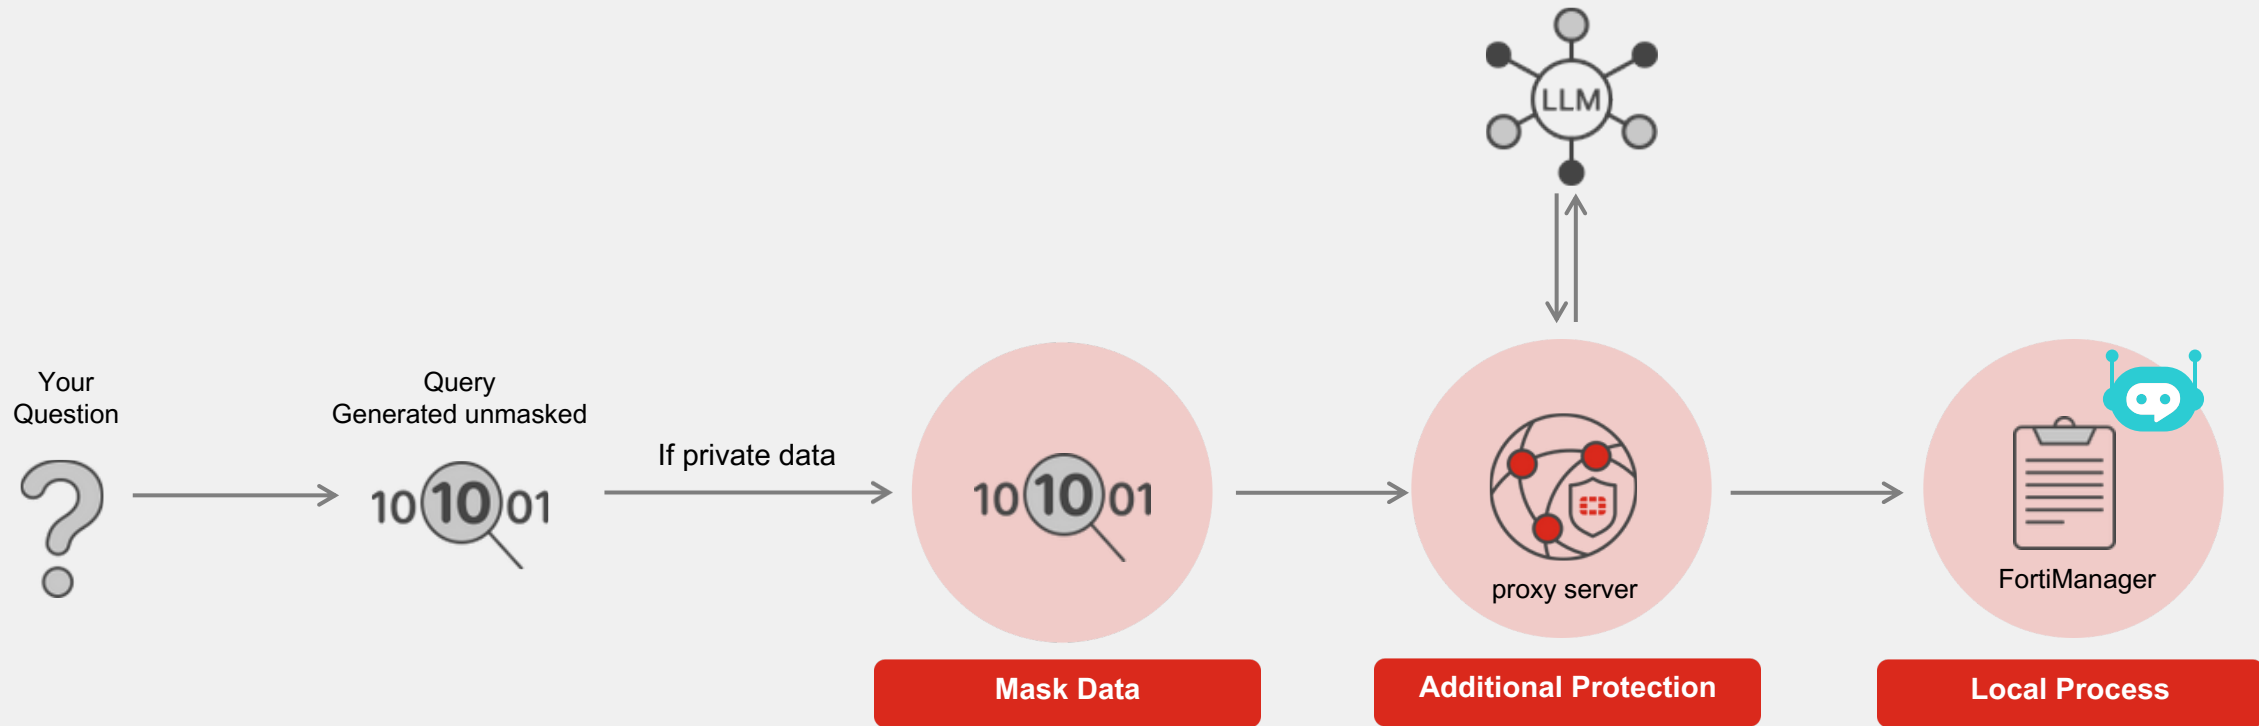 LLM
Your
Question
Query
Generated unmasked
If private data
10 10 01
10 10 01
proxy server
FortiManager
Mask Data
Additional Protection
Local Process